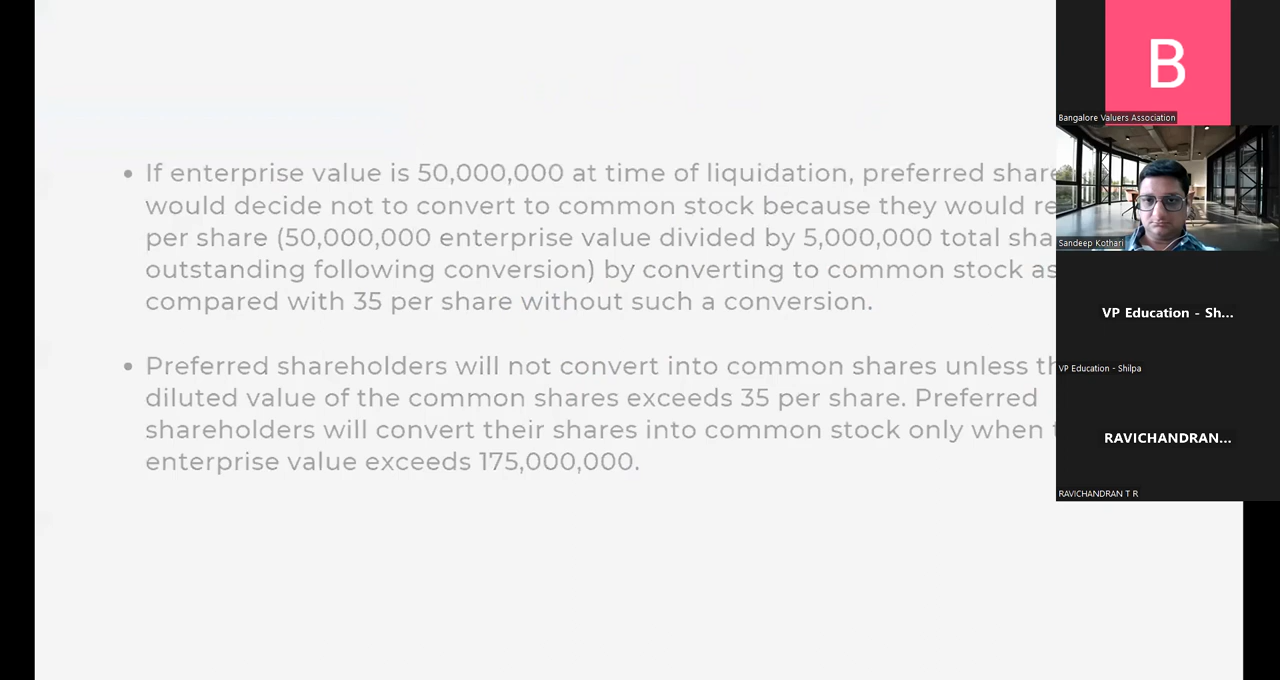 • If enterprise value is 50,000,000 at time of liquidation, preferred
would decide not to convert to common stock because they would
per share (50,000,000 enterprise value divided by 5,000,000 total
outstanding following conversion) by converting to common stock as
compared with 35 per share without such a conversion.
• Preferred shareholders will not convert into common shares unless
diluted value of the common shares exceeds 35 per share. Preferred
shareholders will convert their shares into common stock only when
enterprise value exceeds 175,000,000.
B
Bangalore Valuers Association
Sandeep Kothari
VP Education - Sh...
VP Education - Shilpa
RAVICHANDRAN...
RAVICHANDRAN T R